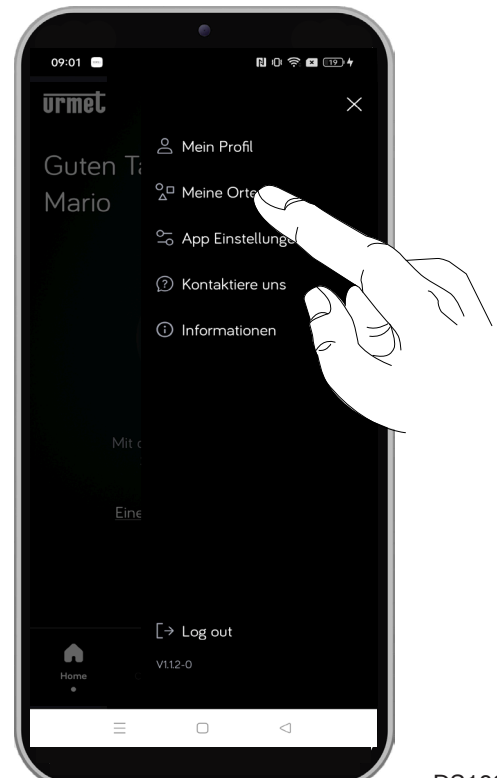 09:01
19
urmet
Guten Ta
Mario
Mein Profil
Meine Orte
App Einstellunge
Kontaktiere uns
Informationen
Mit
Eine
Log out
V1.1.2-0
Home